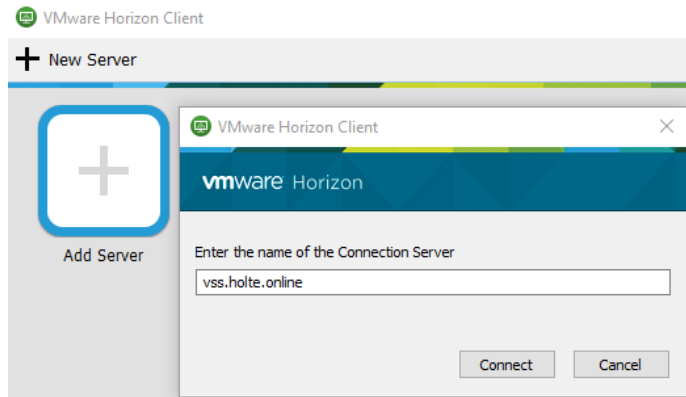 VMware Horizon Client
New Server
Add Server
VMware Horizon Client
vmware Horizon
Enter the name of the Connection Server
vss.holte.online
Connect Cancel